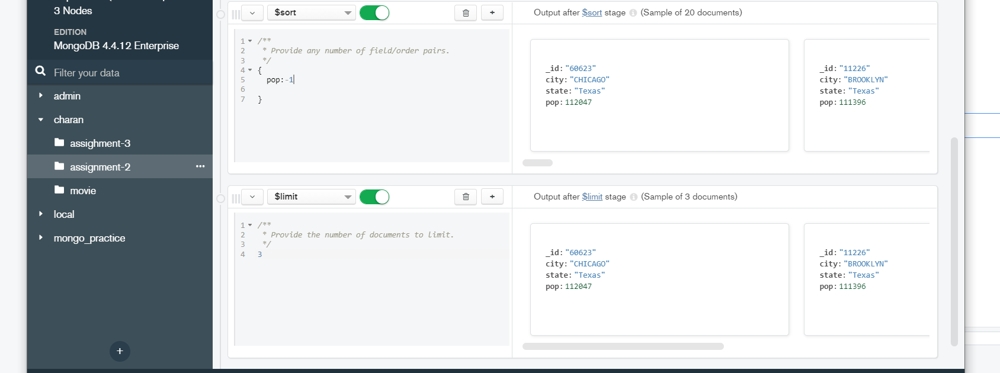 3 Nodes
EDITION
MongoDB 4.4.12 Enterprise
Filter your data
admin
charan
assighment-3
assignment-2
movie
local
mongo_practice
+
$sort
+
Output after $sort stage (Sample of 20 documents)
1 /**
2 * Provide any number of field/order pairs.
3 */
4 {
5 pop:-1
6
7 }
_id: "60623"
city: "CHICAGO"
state: "Texas"
pop: 112047
_id: "11226"
city: "BROOKLYN"
state: "Texas"
pop: 111396
$limit
+
Output after $limit stage (Sample of 3 documents)
1 /**
2 * Provide the number of documents to limit.
3 */
4 3
_id: "60623"
city: "CHICAGO"
state: "Texas"
pop: 112047
_id: "11226"
city: "BROOKLYN"
state: "Texas"
pop: 111396